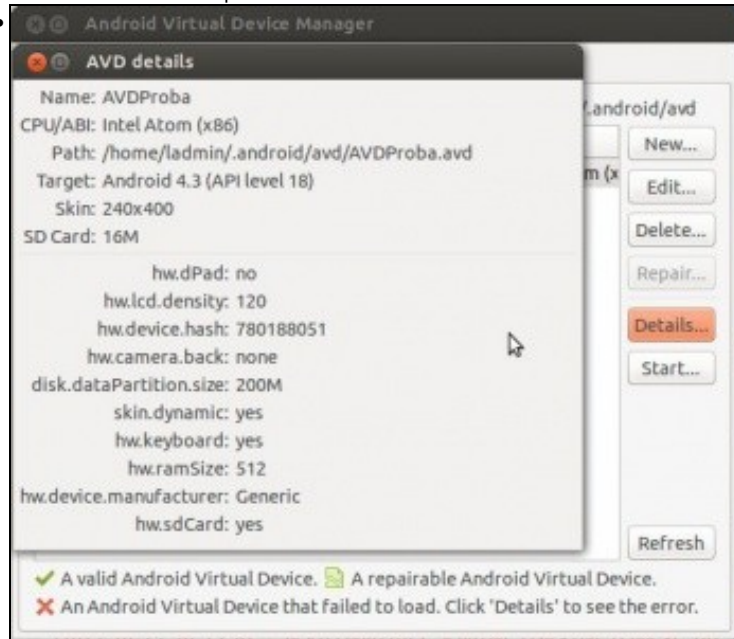 Android Virtual Device Manager
AVD details
Name: AVDProba
CPU/ABI: Intel Atom (x86)
Path: /home/ladmin/.android/avd/AVDProba.avd
Target: Android 4.3 (API level 18)
Skin: 240x400
SD Card: 16M
hw.dPad: no
hw.lcd.density: 120
hw.device.hash: 780188051
hw.camera.back: none
disk.dataPartition.size: 200M
skin.dynamic: yes
hw.keyboard: yes
hw.ramSize: 512
hw.device.manufacturer: Generic
hw.sdCard: yes
/.android/avd
m (x
New...
Edit...
Delete...
Repair...
Details...
Start...
Refresh
A valid Android Virtual Device. A repairable Android Virtual Device.
An Android Virtual Device that failed to load. Click 'Details' to see the error.